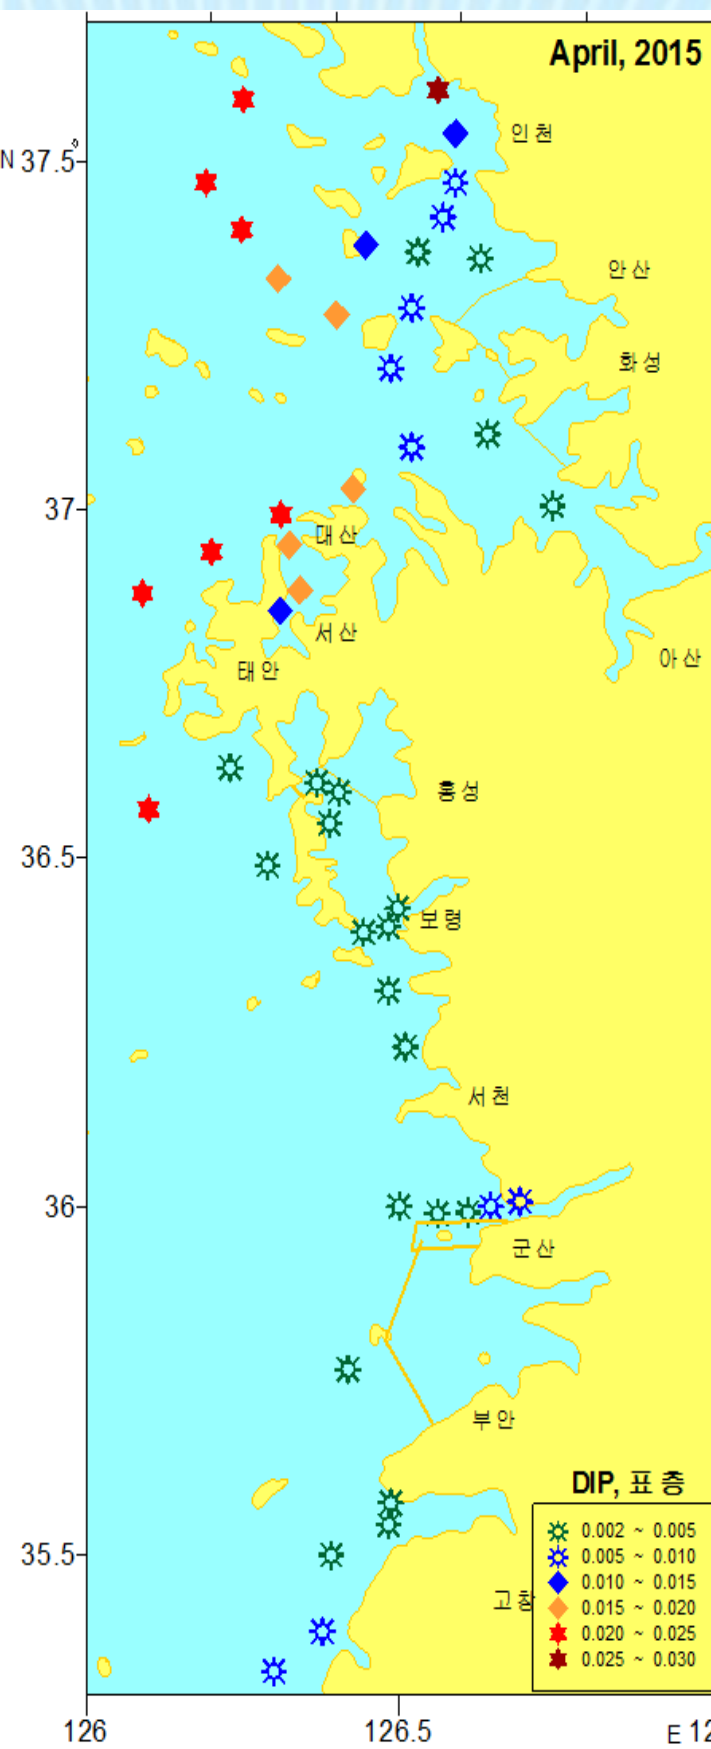 April, 2015
인천
N 37.5°
안산
화성
37
대산
서산
아산
태안
홍성
36.5
보령
서천
36
군산
부안
DIP, 표층
0.002 ~ 0.005
35.5
0.005 ~ 0.010
0.010 ~ 0.015
고창
0.015 ~ 0.020
0.020 ~ 0.025
0.025 ~ 0.030
126
126.5
E 12